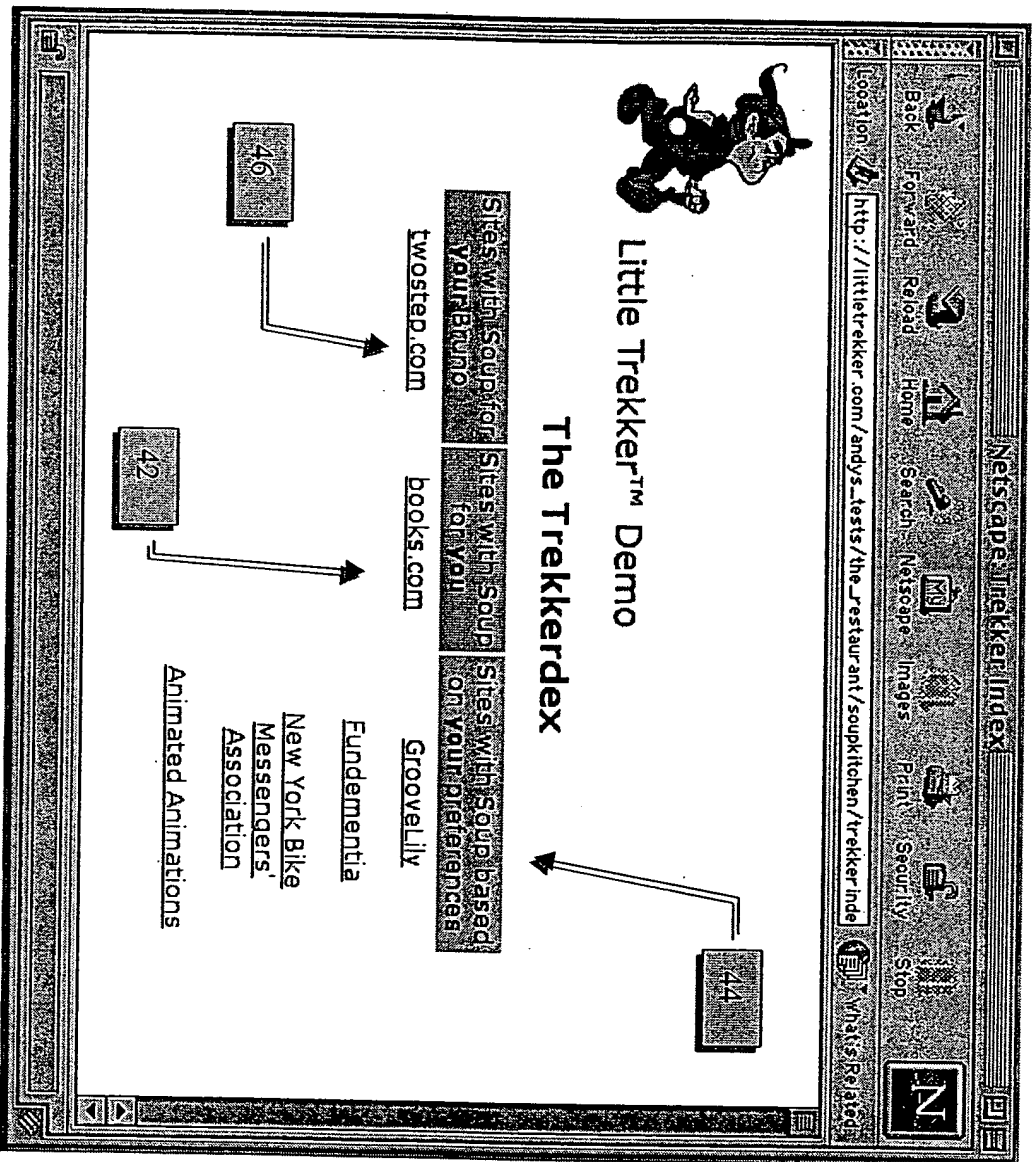 Netscape: Trekker Index
Back Forward Reload Home Search Netscape Images Print Security Stop
N
Location: http://littletrekker.com/andys_tests/the_restaurant/soupkitchen/trekkerinde What's Related
Little Trekker™ Demo
The Trekkerdex
44
Sites with Soup for
your Bruno
Sites with Soup
for you
Sites with Soup based
on your preferences
twostep.com
books.com
GrooveLily
Fundementia
New York Bike
Messengers'
Association
Animated Animations
46
42